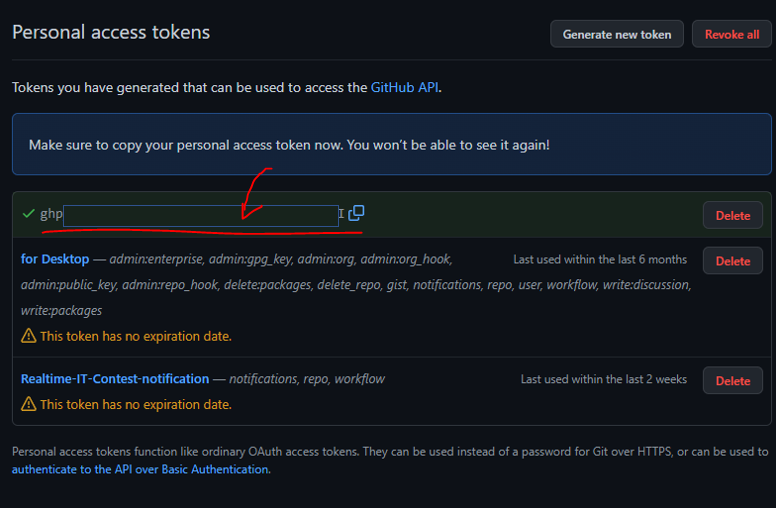 Personal access tokens
Generate new token
Revoke all
Tokens you have generated that can be used to access the GitHub API.
Make sure to copy your personal access token now. You won't be able to see it again!
ghp I
Delete
for Desktop — admin:enterprise, admin:gpg_key, admin:org, admin:org_hook,
Last used within the last 6 months
Delete
admin:public_key, admin:repo_hook, delete:packages, delete_repo, gist, notifications, repo, user, workflow, write:discussion,
write:packages
This token has no expiration date.
Realtime-IT-Contest-notification — notifications, repo, workflow
Last used within the last 2 weeks
Delete
This token has no expiration date.
Personal access tokens function like ordinary OAuth access tokens. They can be used instead of a password for Git over HTTPS, or can be used to
authenticate to the API over Basic Authentication.